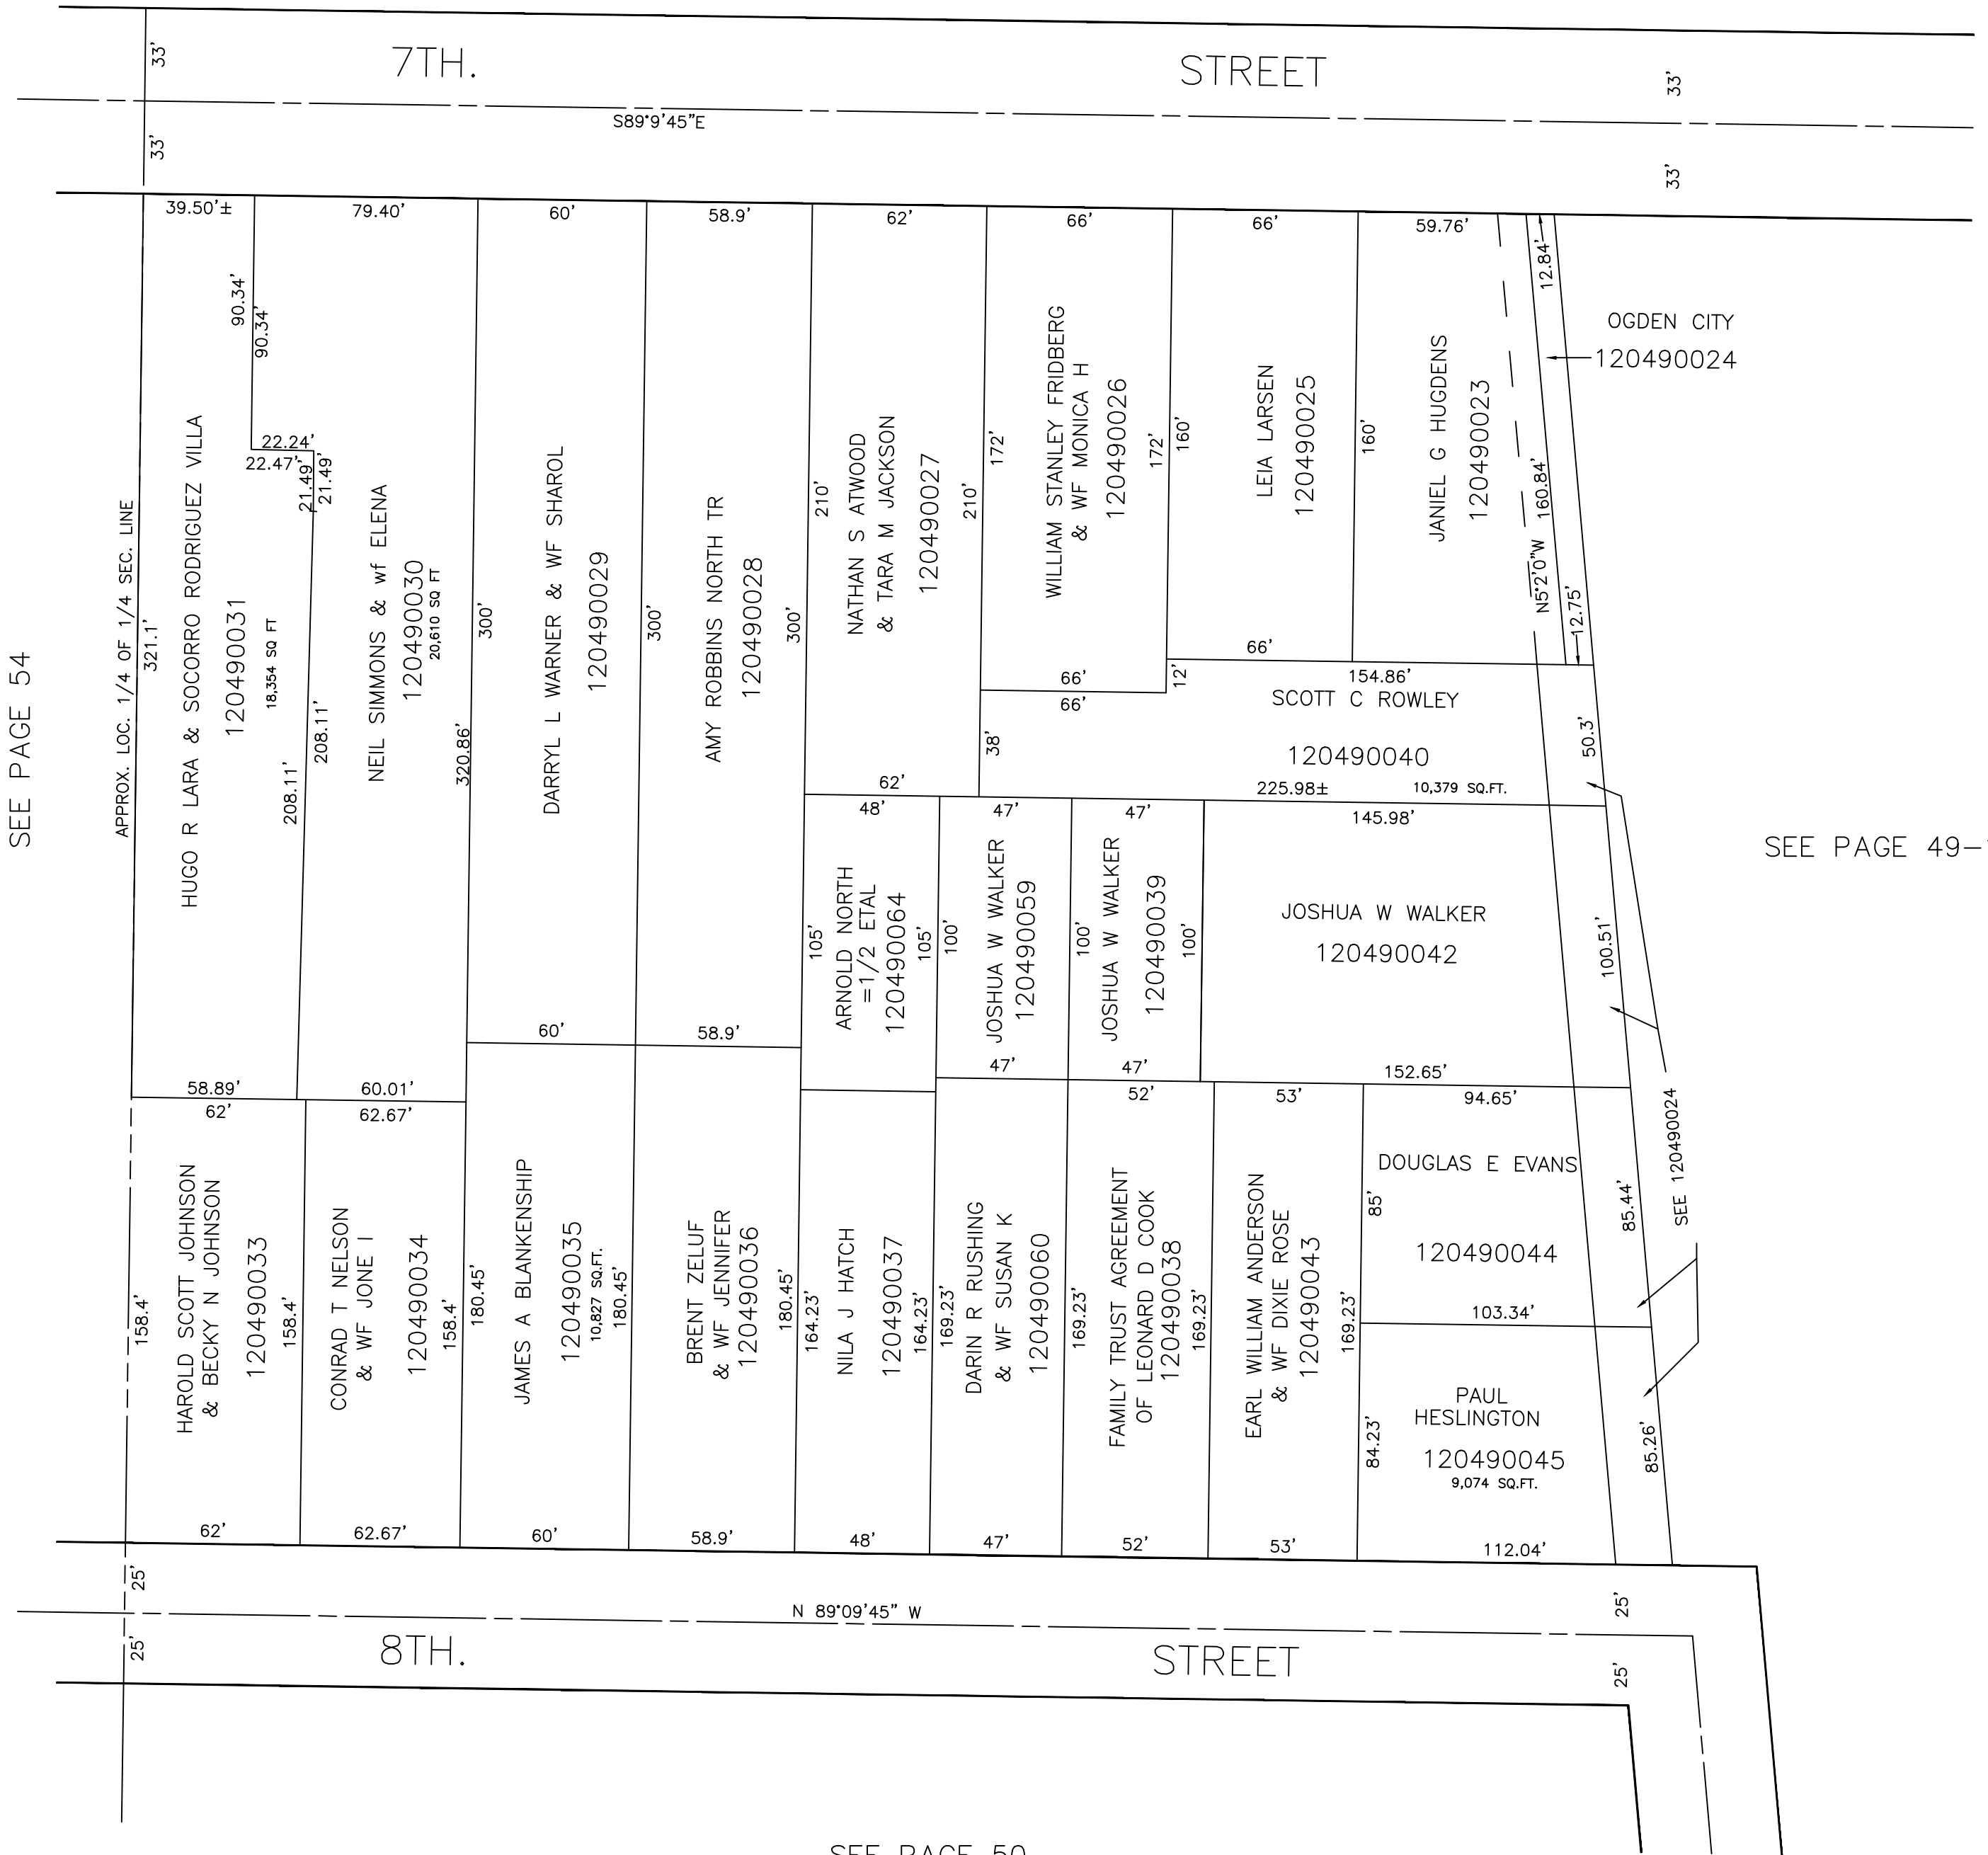 33'
7TH.
STREET
33'
S89°9'45"E
33'
33'
39.50'±
79.40'
60'
58.9'
62'
66'
66'
59.76'
12.84'
90.34'
90.34'
OGDEN CITY
120490024
22.24'
22.47'
21.49'
21.49'
SEE PAGE 54
APPROX. LOC. 1/4 OF 1/4 SEC. LINE
321.1'
HUGO R LARA & SOCORRO RODRIGUEZ VILLA
120490031
18,354 SQ FT
208.11'
208.11'
NEIL SIMMONS & wf ELENA
120490030
20,610 SQ FT
320.86'
300'
DARRYL L WARNER & WF SHAROL
120490029
300'
AMY ROBBINS NORTH TR
120490028
300'
210'
NATHAN S ATWOOD
& TARA M JACKSON
120490027
210'
172'
WILLIAM STANLEY FRIDBERG
& WF MONICA H
120490026
172'
160'
LEIA LARSEN
120490025
160'
JANIEL G HUGDENS
120490023
N5°2'0"W
160.84'
12.75'
66'
66'
12'
66'
154.86'
SCOTT C ROWLEY
120490040
225.98±
10,379 SQ.FT.
38'
50.3'
62'
48'
47'
47'
145.98'
SEE PAGE 49-
105'
ARNOLD NORTH
=1/2 ETAL
120490064
105'
100'
JOSHUA W WALKER
120490059
100'
JOSHUA W WALKER
120490039
100'
JOSHUA W WALKER
120490042
100.51'
60'
58.9'
47'
47'
152.65'
58.89'
60.01'
62'
62.67'
52'
53'
94.65'
SEE 120490024
158.4'
HAROLD SCOTT JOHNSON
& BECKY N JOHNSON
120490033
158.4'
CONRAD T NELSON
& WF JONE I
120490034
158.4'
180.45'
JAMES A BLANKENSHIP
120490035
10,827 SQ.FT.
180.45'
BRENT ZELUF
& WF JENNIFER
120490036
180.45'
164.23'
NILA J HATCH
120490037
164.23'
169.23'
DARIN R RUSHING
& WF SUSAN K
120490060
169.23'
FAMILY TRUST AGREEMENT
OF LEONARD D COOK
120490038
169.23'
EARL WILLIAM ANDERSON
& WF DIXIE ROSE
120490043
169.23'
DOUGLAS E EVANS
85'
120490044
85.44'
103.34'
PAUL
HESLINGTON
120490045
9,074 SQ.FT.
84.23'
85.26'
62'
62.67'
60'
58.9'
48'
47'
52'
53'
112.04'
25'
N 89°09'45" W
25'
25'
8TH.
STREET
25'
SEE PAGE 50